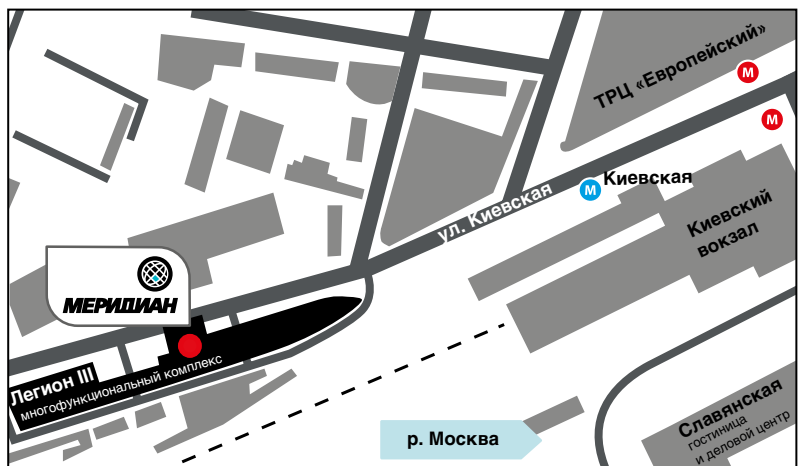 ТРЦ «Европейский»
М
М
М
Киевская
ул. Киевская
Киевский
вокзал
МЕРИДИАН
Легион III
многофункциональный комплекс
р. Москва
Славянская
гостиница
и деловой центр